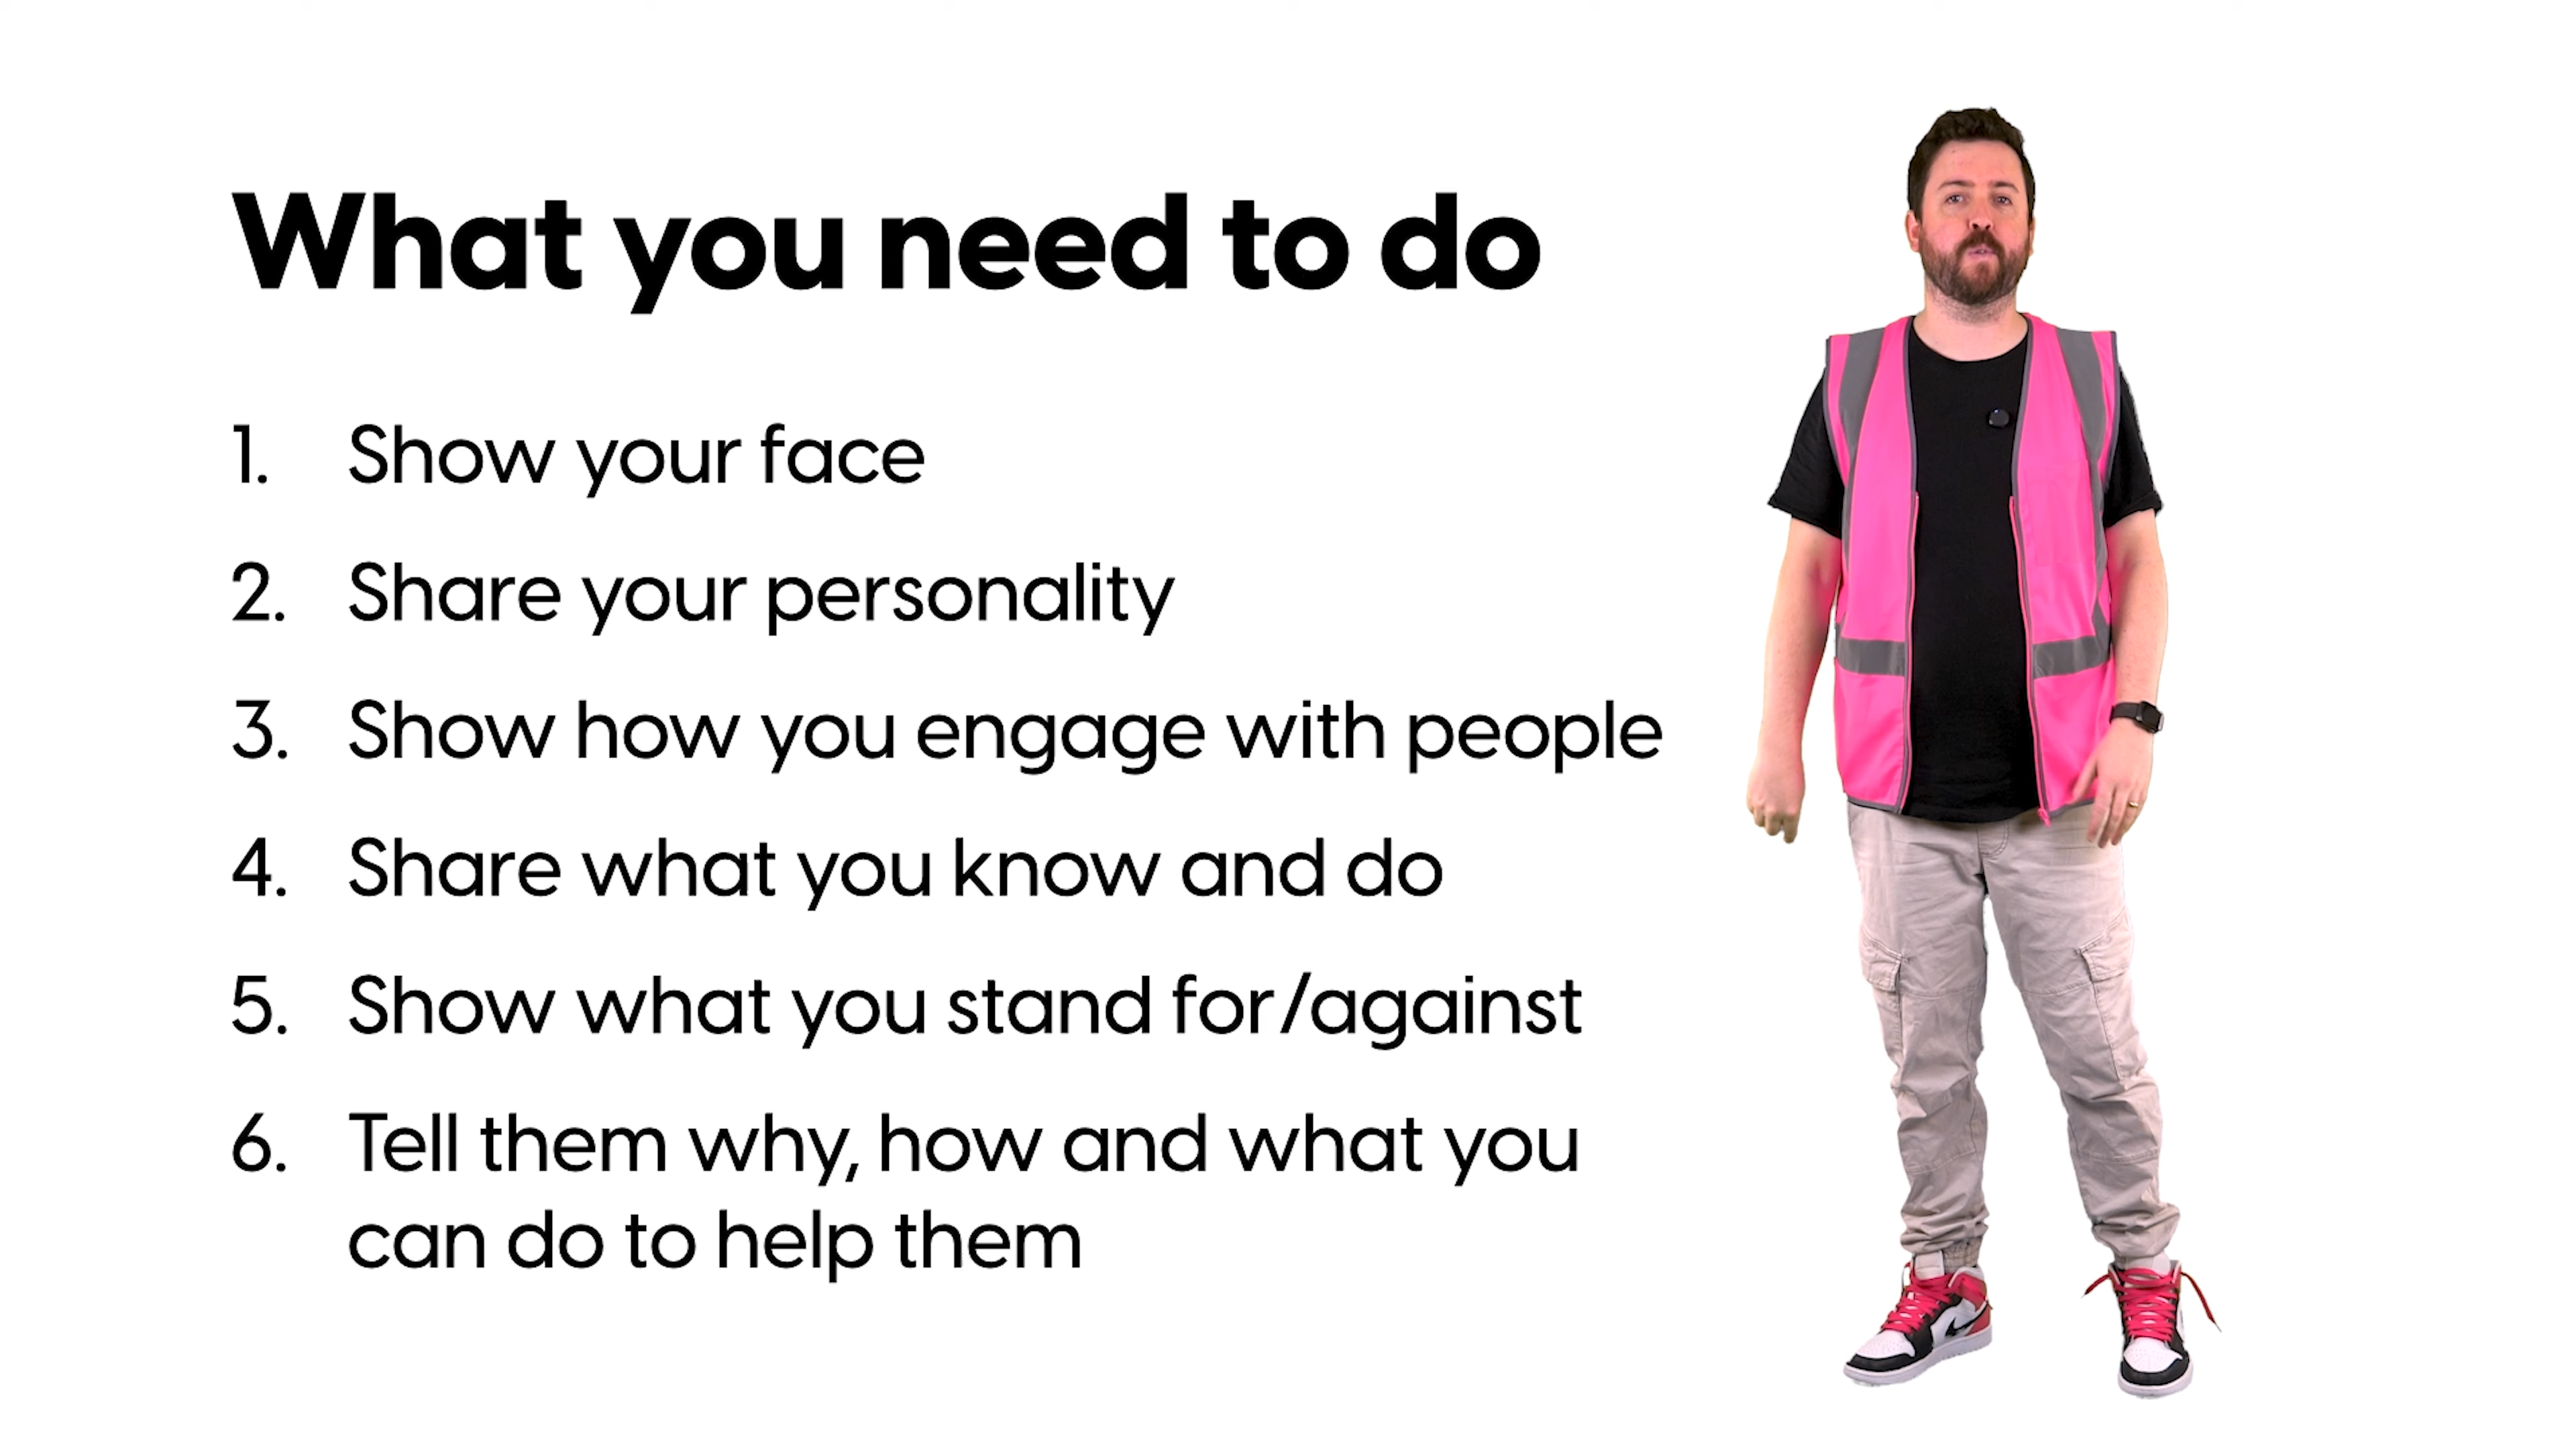 What you need to do
1. Show your face
2. Share your personality
3. Show how you engage with people
4. Share what you know and do
5. Show what you stand for/against
6. Tell them why, how and what you
can do to help them